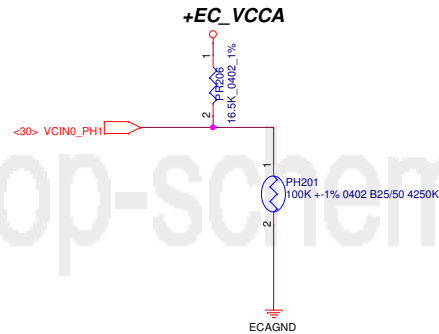 +EC_VCCA
1
PR206
16.5K_0402_1%
2
<30> VCIN0_PH1
1
PH201
100K +-1% 0402 B25/50 4250K
2
ECAGND
op-schem